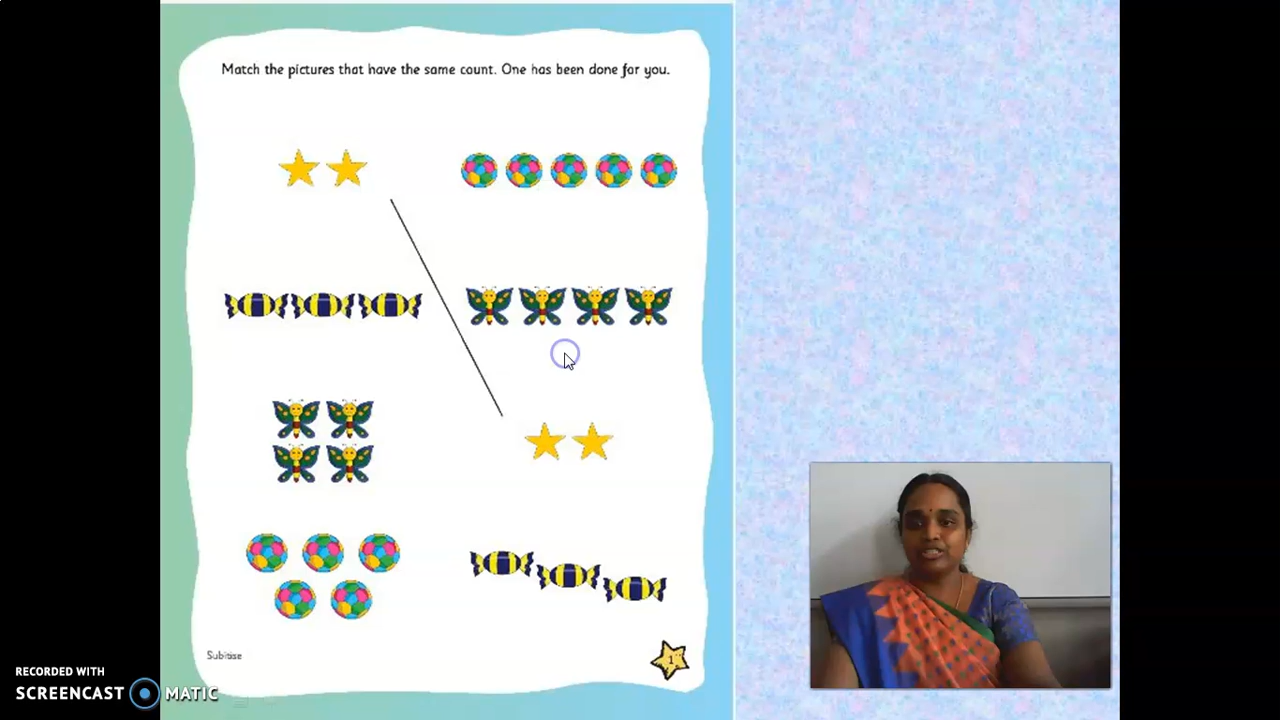 Match the pictures that have the same count. One has been done for you.
Subitise
1
RECORDED WITH
SCREENCAST MATIC